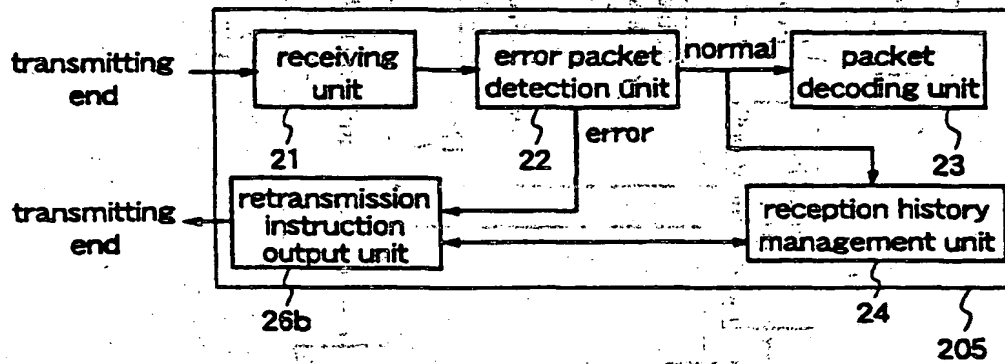 transmitting
end
receiving
unit
21
error packet
detection unit
22
normal
error
packet
decoding unit
23
transmitting
end
retransmission
instruction
output unit
26b
reception history
management unit
24
205